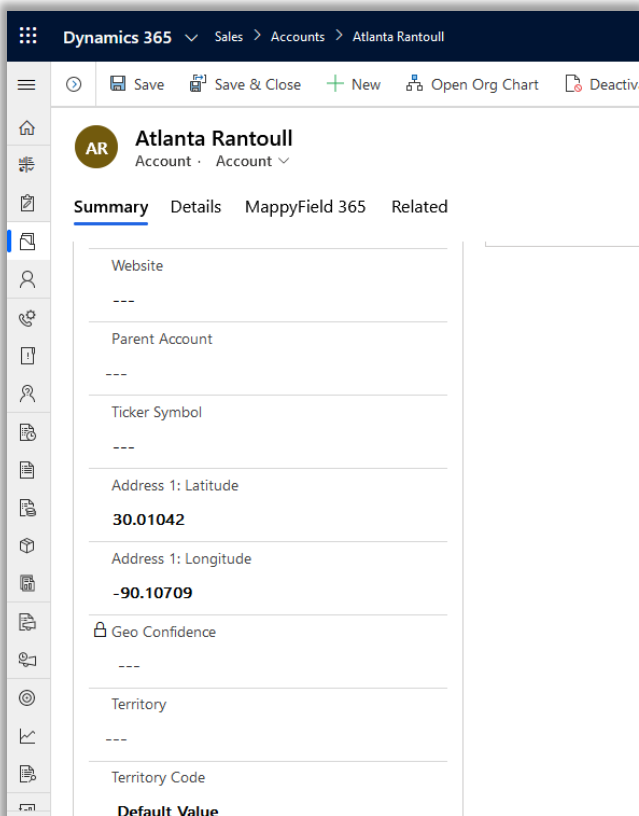 Dynamics 365 Sales > Accounts > Atlanta Rantoull
Save Save & Close New Open Org Chart Deactiv
AR
Atlanta Rantoull
Account · Account
Summary Details MappyField 365 Related
Website
---
Parent Account
---
Ticker Symbol
---
Address 1: Latitude
30.01042
Address 1: Longitude
-90.10709
Geo Confidence
---
Territory
---
Territory Code
Default Value